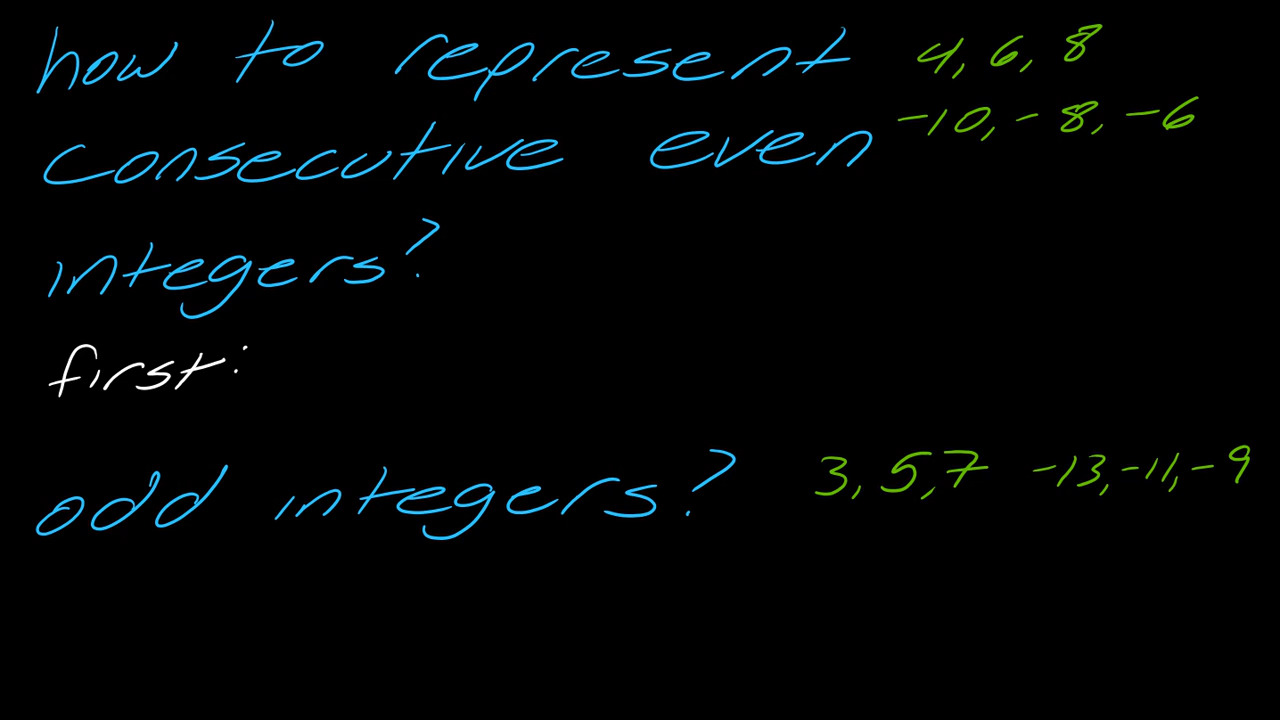 how to represent 4, 6, 8
consecutive even -10, -8, -6
integers?
first:
odd integers? 3, 5, 7 -13, -11, -9